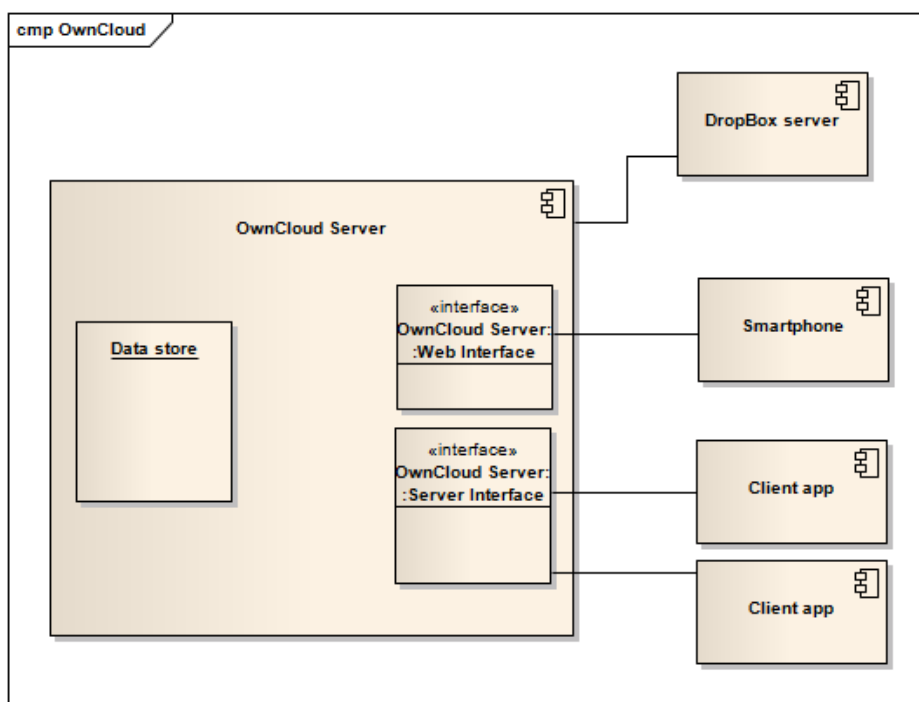 cmp OwnCloud
DropBox server
OwnCloud Server
«interface»
OwnCloud Server:
:Web Interface
Smartphone
Data store
«interface»
OwnCloud Server:
:Server Interface
Client app
Client app